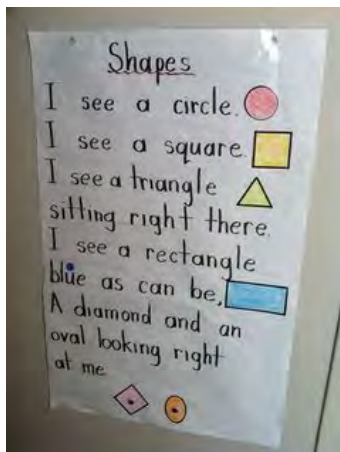 Shapes
I see a circle.
I see a square.
I see a triangle
sitting right there.
I see a rectangle
blue as can be,
A diamond and an
oval looking right
at me